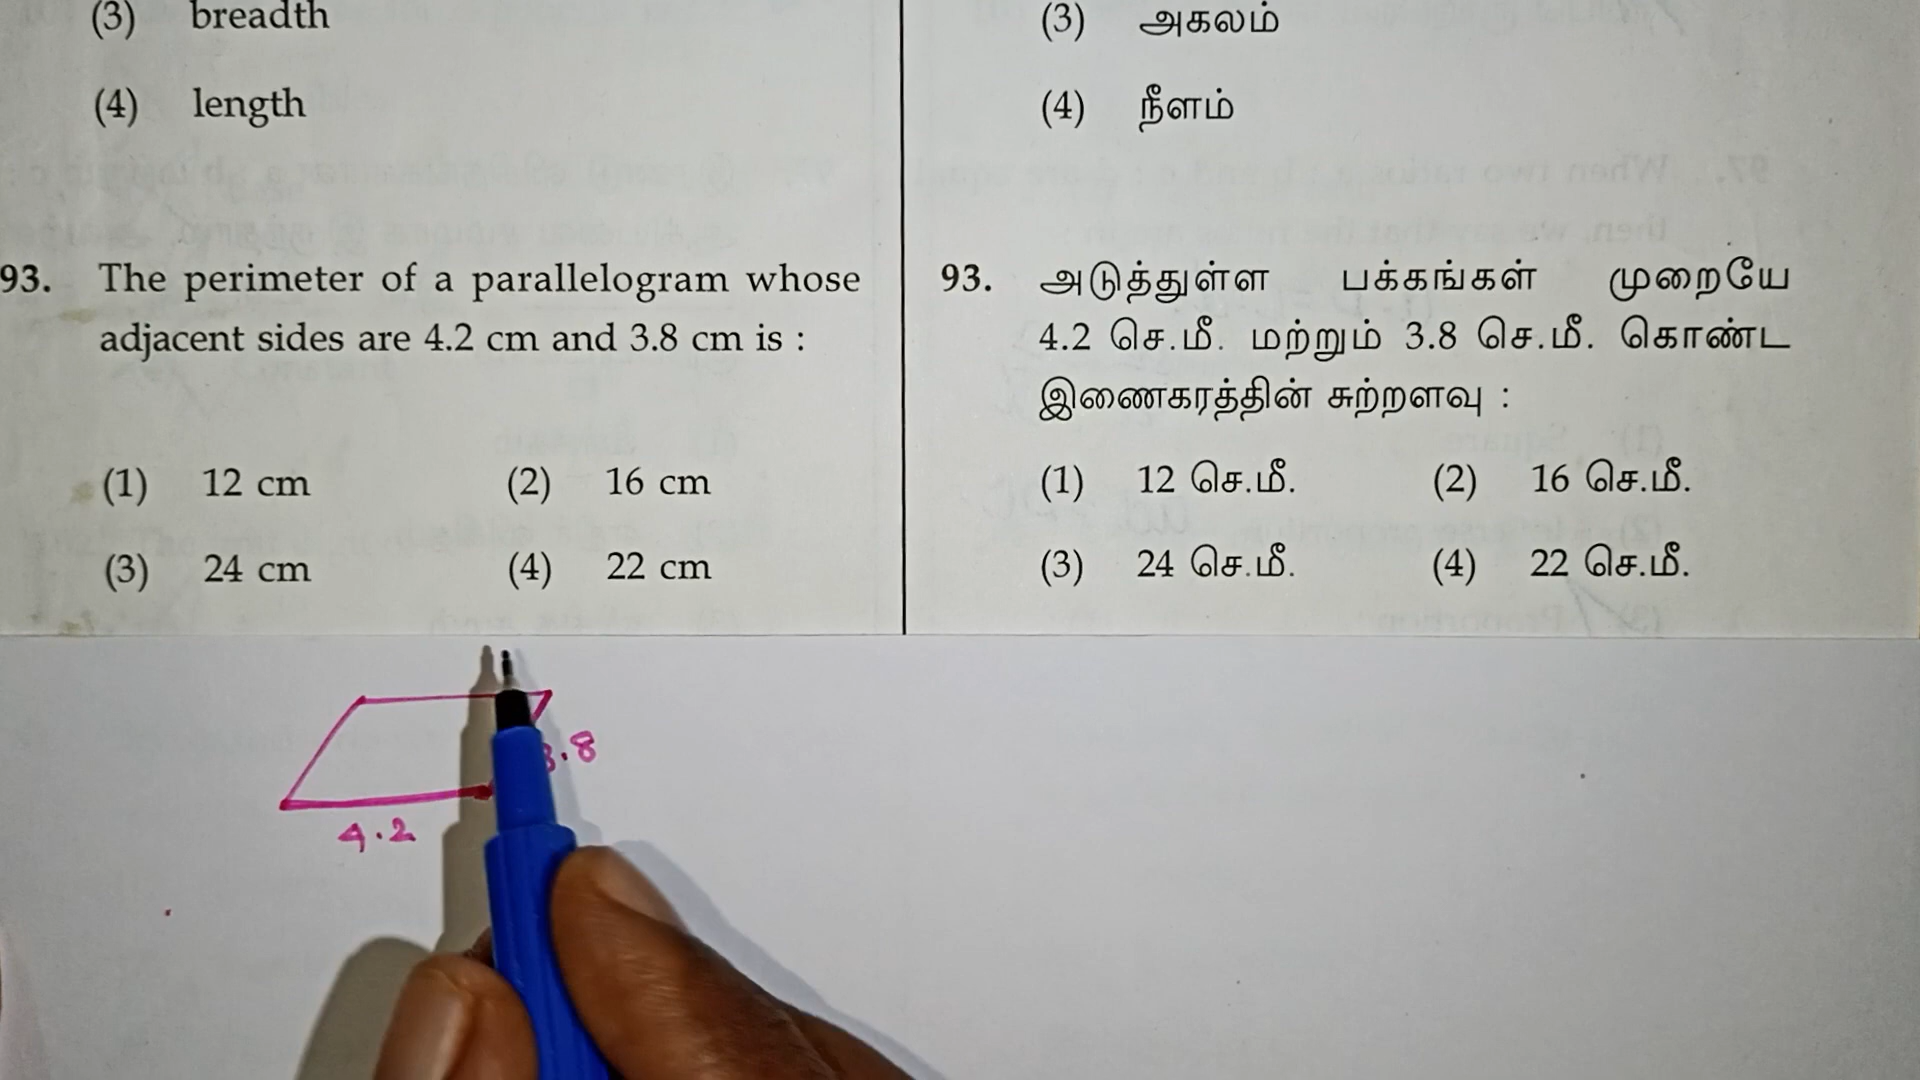 (3) breadth
(4) length
93. The perimeter of a parallelogram whose
adjacent sides are 4.2 cm and 3.8 cm is :
(1) 12 cm (2) 16 cm
(3) 24 cm (4) 22 cm
(3) அகலம்
(4) நீளம்
93. அடுத்துள்ள பக்கங்கள் முறையே
4.2 செ.மீ. மற்றும் 3.8 செ.மீ. கொண்ட
இணைகரத்தின் சுற்றளவு :
(1) 12 செ.மீ. (2) 16 செ.மீ.
(3) 24 செ.மீ. (4) 22 செ.மீ.
3.8
4.2